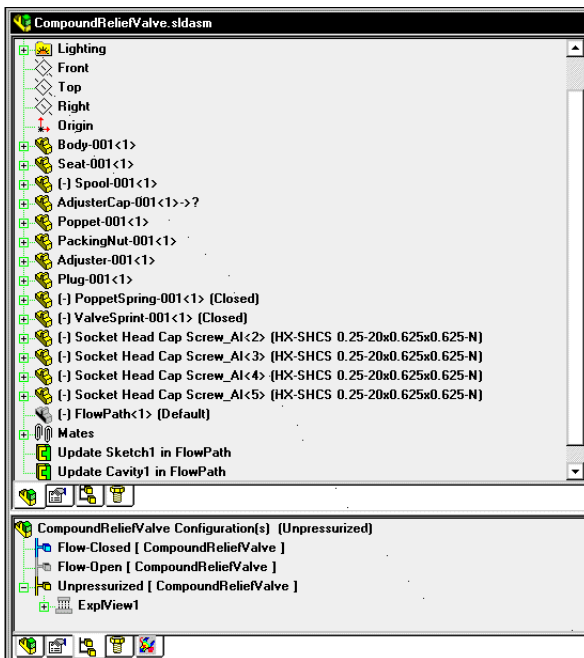 CompoundReliefValve.sldasm
Lighting
Front
Top
Right
Origin
Body-001<1>
Seat-001<1>
(-) Spool-001<1>
AdjusterCap-001<1>->?
Poppet-001<1>
PackingNut-001<1>
Adjuster-001<1>
Plug-001<1>
(-) PoppetSpring-001<1> (Closed)
(-) ValveSprint-001<1> (Closed)
(-) Socket Head Cap Screw_AI<2> (HX-SHCS 0.25-20x0.625x0.625-N)
(-) Socket Head Cap Screw_AI<3> (HX-SHCS 0.25-20x0.625x0.625-N)
(-) Socket Head Cap Screw_AI<4> (HX-SHCS 0.25-20x0.625x0.625-N)
(-) Socket Head Cap Screw_AI<5> (HX-SHCS 0.25-20x0.625x0.625-N)
(-) FlowPath<1> (Default)
Mates
Update Sketch1 in FlowPath
Update Cavity1 in FlowPath
CompoundReliefValve Configuration(s) (Unpressurized)
Flow-Closed [ CompoundReliefValve ]
Flow-Open [ CompoundReliefValve ]
Unpressurized [ CompoundReliefValve ]
ExplView1